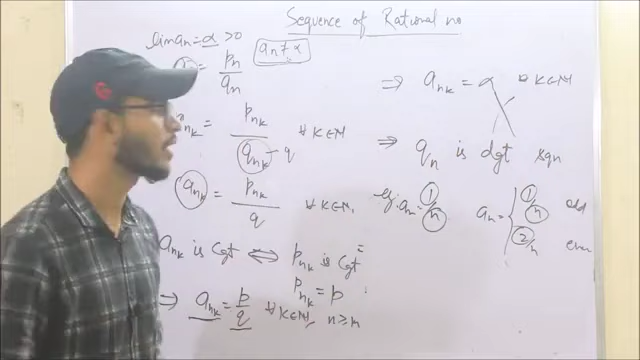 Sequence of Rational no
lim an = α > 0
an ≠ α
= pn/qn
nk = pnk/qnk - q ∀ K∈N
ank = pnk/q ∀ K∈N
ank is Cgt ⟺ pnk is Cgt
pnk = p
⇒ ank = p/q ∀ K∈N, n ≥ n
⇒ ank = α ∀ K∈N
⇒ qn is dgt sqn
eg. an = 1/n
an = { 1/n odd
2/n even